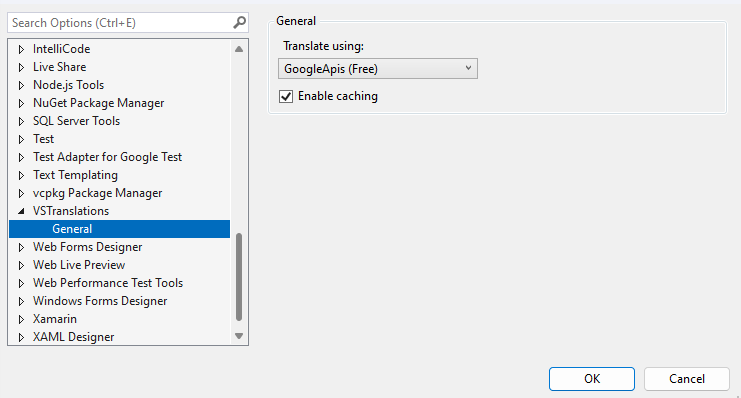 Search Options (Ctrl+E)
IntelliCode
Live Share
Node.js Tools
NuGet Package Manager
SQL Server Tools
Test
Test Adapter for Google Test
Text Templating
vcpkg Package Manager
VSTranslations
General
Web Forms Designer
Web Live Preview
Web Performance Test Tools
Windows Forms Designer
Xamarin
XAML Designer
General
Translate using:
GoogleApis (Free)
Enable caching
OK
Cancel